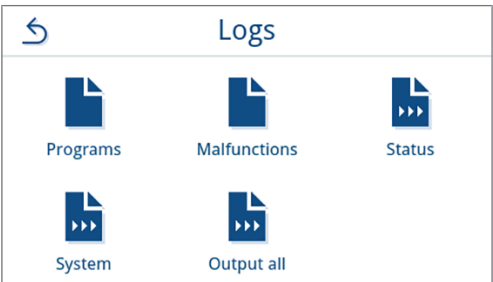 Logs
Programs
Malfunctions
Status
System
Output all